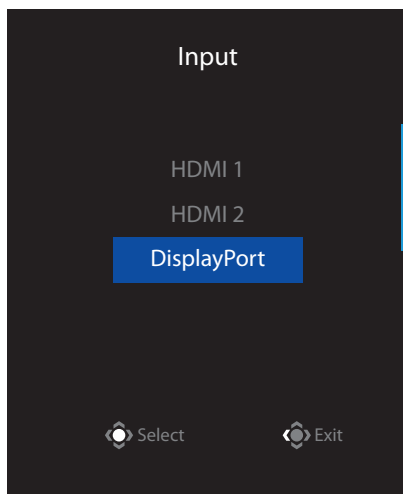 Input
HDMI 1
HDMI 2
DisplayPort
Select Exit